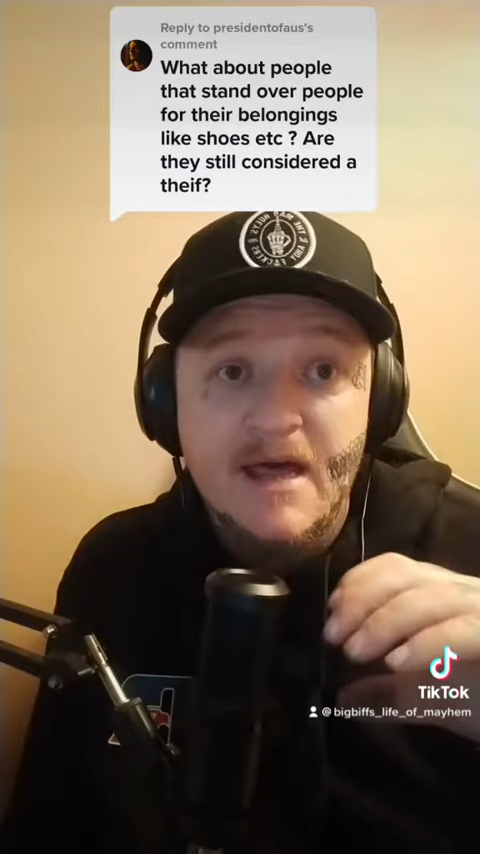 Reply to presidentofaus's
comment
What about people
that stand over people
for their belongings
like shoes etc ? Are
they still considered a
theif?
TikTok
@bigbiffs_life_of_mayhem